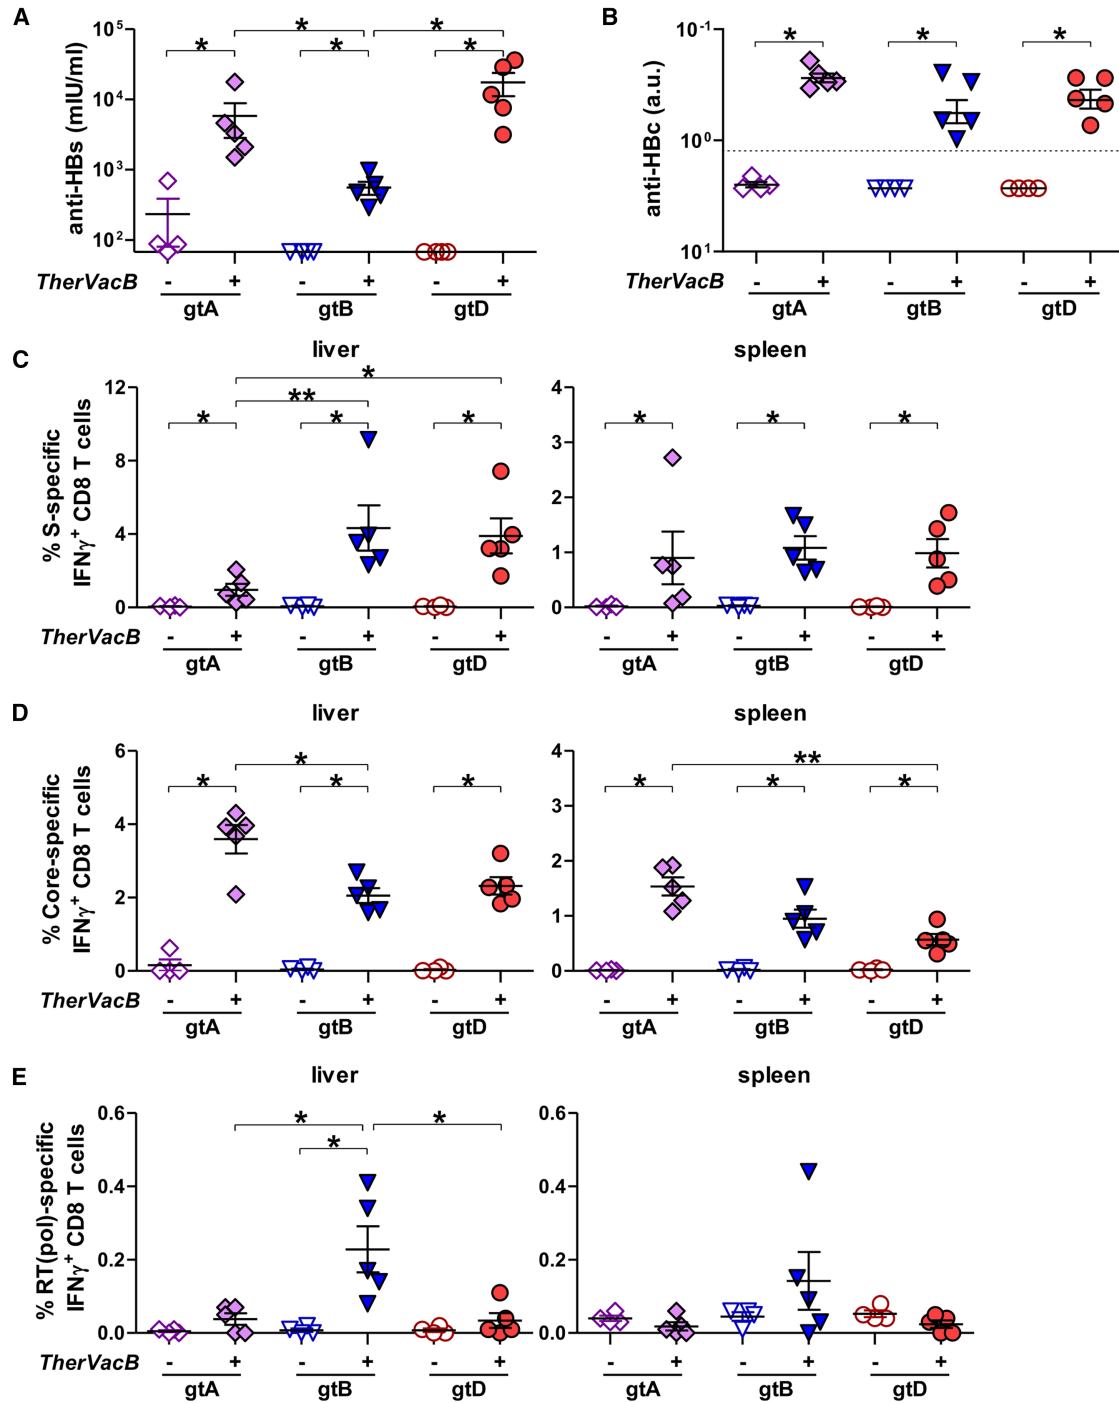 A
anti-HBs (mIU/ml)
10⁵
10⁴
10³
10²
* * *
* * *
TherVacB - + - + - +
gtA gtB gtD
B
anti-HBc (a.u.)
10⁻¹
10⁰
10¹
* * *
TherVacB - + - + - +
gtA gtB gtD
C
liver
% S-specific
IFNγ⁺ CD8 T cells
12
8
4
0
*
**
* * *
TherVacB - + - + - +
gtA gtB gtD
spleen
4
3
2
1
0
* * *
- + - + - +
gtA gtB gtD
D
liver
% Core-specific
IFNγ⁺ CD8 T cells
6
4
2
0
*
* * *
TherVacB - + - + - +
gtA gtB gtD
spleen
4
3
2
1
0
**
* * *
- + - + - +
gtA gtB gtD
E
liver
% RT(pol)-specific
IFNγ⁺ CD8 T cells
0.6
0.4
0.2
0.0
* *
*
TherVacB - + - + - +
gtA gtB gtD
spleen
0.6
0.4
0.2
0.0
- + - + - +
gtA gtB gtD